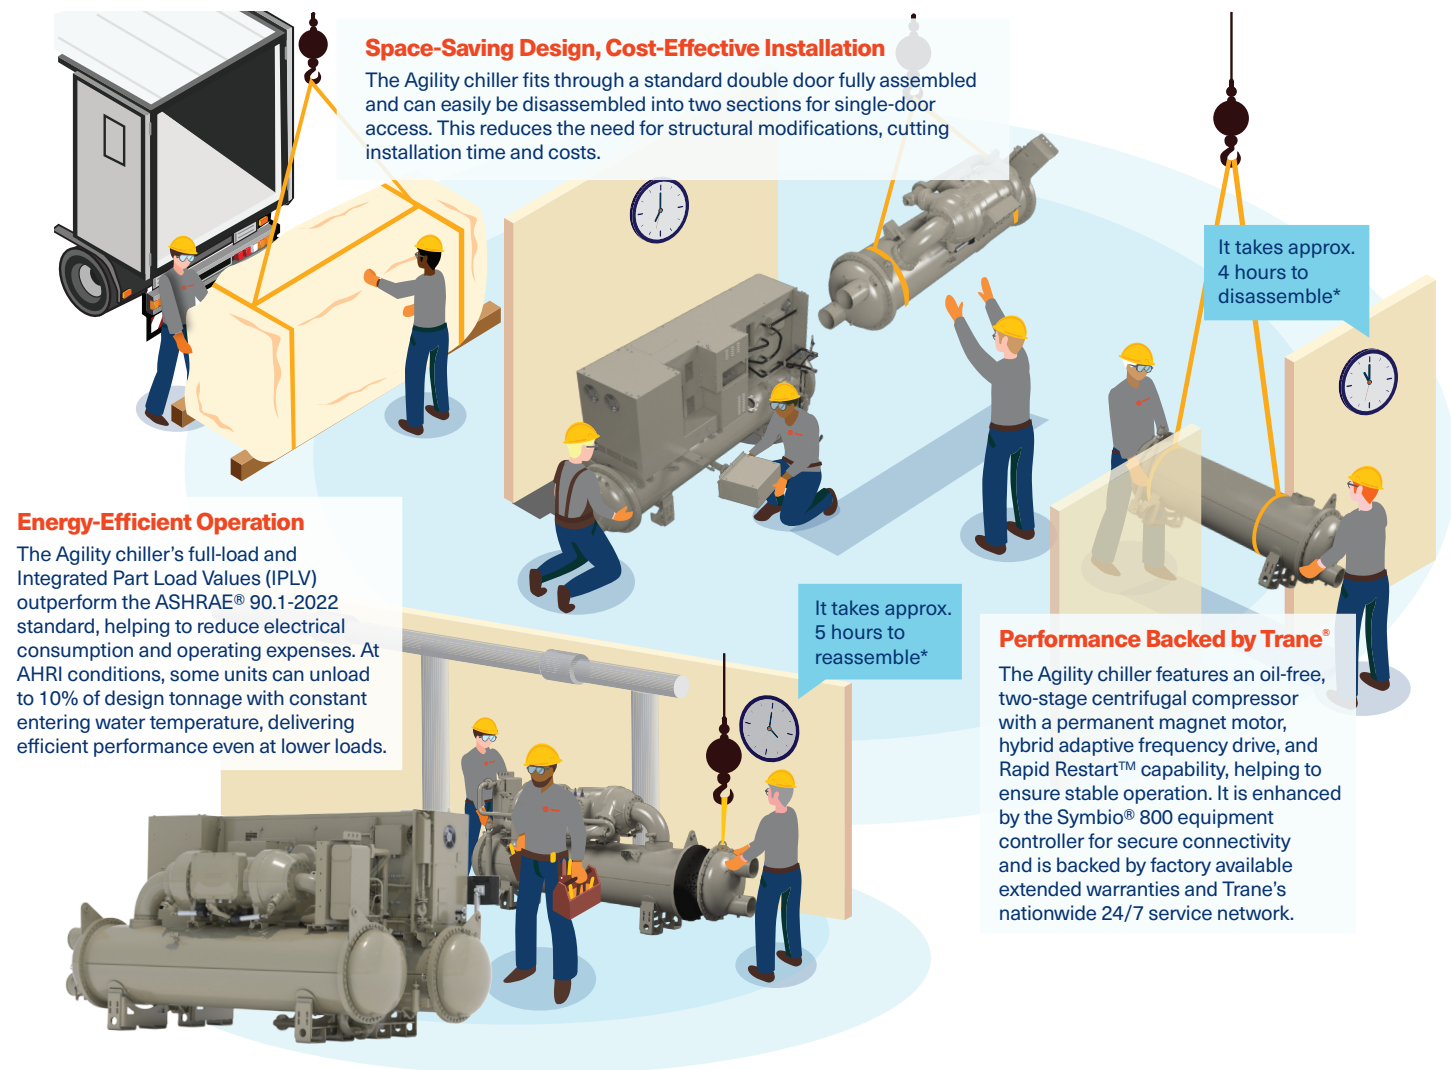 Space-Saving Design, Cost-Effective Installation
The Agility chiller fits through a standard double door fully assembled
and can easily be disassembled into two sections for single-door
access. This reduces the need for structural modifications, cutting
installation time and costs.
It takes approx.
4 hours to
disassemble*
Energy-Efficient Operation
The Agility chiller’s full-load and
Integrated Part Load Values (IPLV)
outperform the ASHRAE® 90.1-2022
standard, helping to reduce electrical
consumption and operating expenses. At
AHRI conditions, some units can unload
to 10% of design tonnage with constant
entering water temperature, delivering
efficient performance even at lower loads.
It takes approx.
5 hours to
reassemble*
Performance Backed by Trane®
The Agility chiller features an oil-free,
two-stage centrifugal compressor
with a permanent magnet motor,
hybrid adaptive frequency drive, and
Rapid Restart™ capability, helping to
ensure stable operation. It is enhanced
by the Symbio® 800 equipment
controller for secure connectivity
and is backed by factory available
extended warranties and Trane’s
nationwide 24/7 service network.